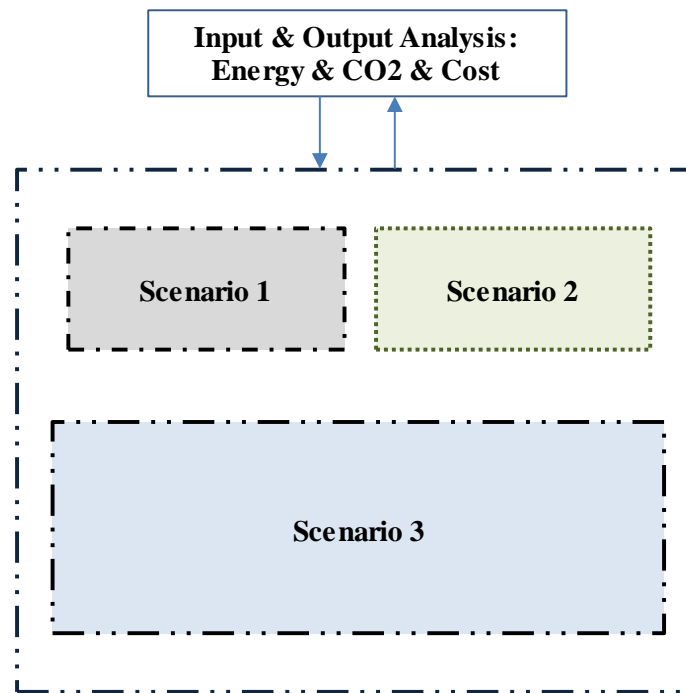 Input & Output Analysis:
Energy & CO2 & Cost
Scenario 1
Scenario 2
Scenario 3